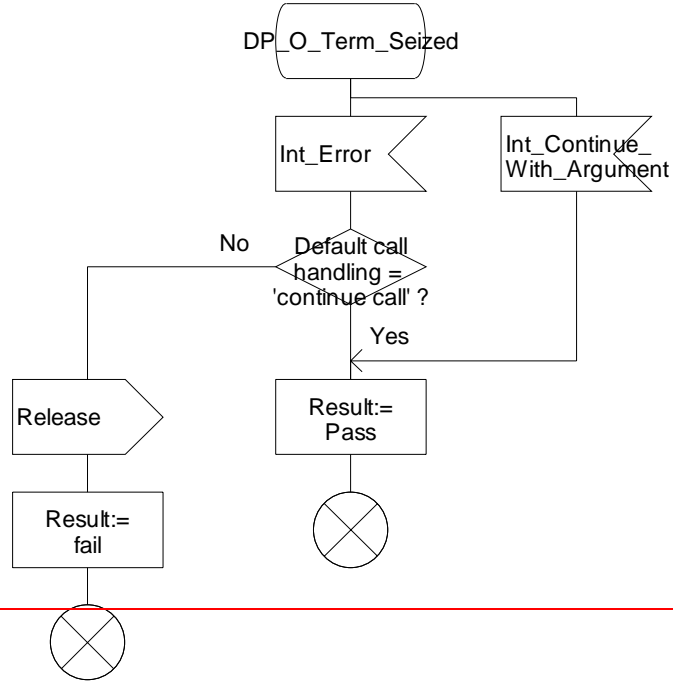 DP_O_Term_Seized
Int_Error
Int_Continue_
With_Argument
No
Default call
handling =
'continue call' ?
Yes
Release
Result:=
Pass
Result:=
fail